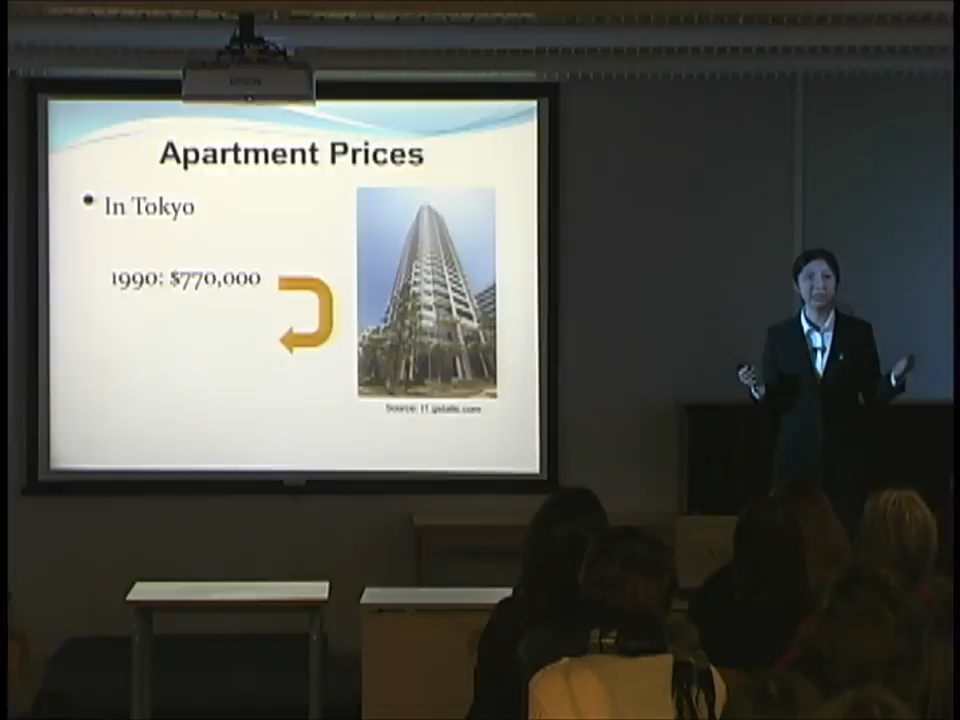 Apartment Prices
• In Tokyo
1990: $770,000
Source: t1.gstatic.com